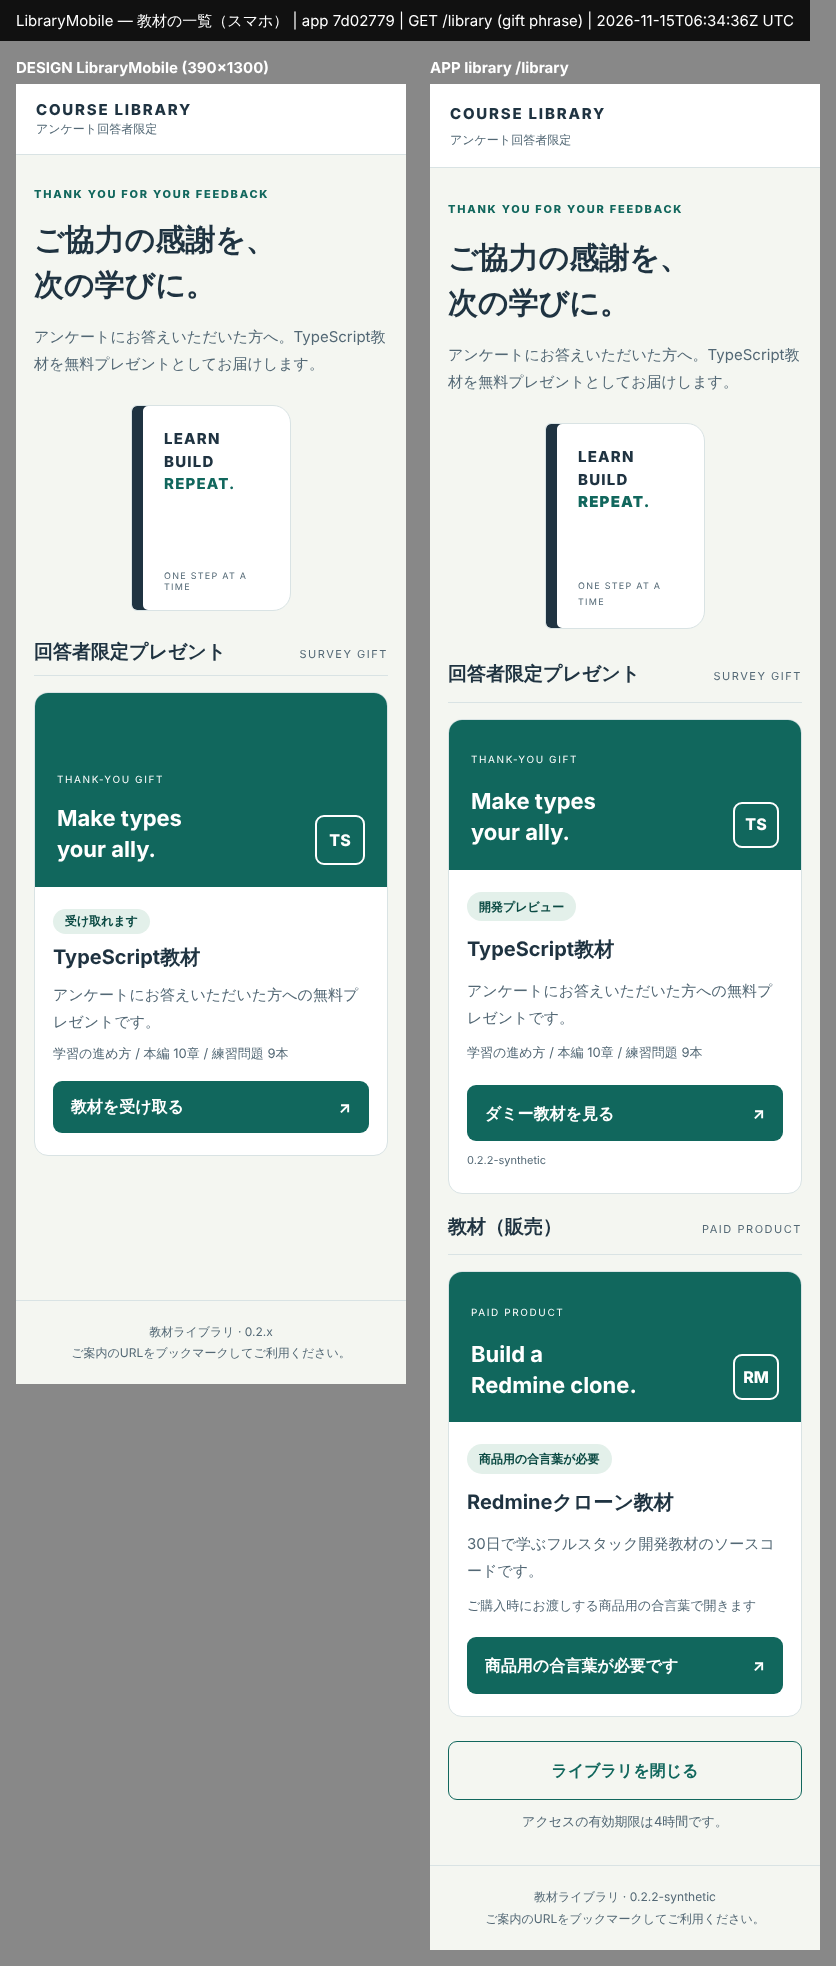 LibraryMobile — 教材の一覧（スマホ） | app 7d02779 | GET /library (gift phrase) | 2026-11-15T06:34:36Z UTC
DESIGN LibraryMobile (390×1300)
COURSE LIBRARY
アンケート回答者限定
THANK YOU FOR YOUR FEEDBACK
ご協力の感謝を、
次の学びに。
アンケートにお答えいただいた方へ。TypeScript教
材を無料プレゼントとしてお届けします。
LEARN
BUILD
REPEAT.
ONE STEP AT A
TIME
回答者限定プレゼント
SURVEY GIFT
THANK-YOU GIFT
Make types
your ally.
TS
受け取れます
TypeScript教材
アンケートにお答えいただいた方への無料プ
レゼントです。
学習の進め方 / 本編 10章 / 練習問題 9本
教材を受け取る ↗
教材ライブラリ · 0.2.x
ご案内のURLをブックマークしてご利用ください。
APP library /library
COURSE LIBRARY
アンケート回答者限定
THANK YOU FOR YOUR FEEDBACK
ご協力の感謝を、
次の学びに。
アンケートにお答えいただいた方へ。TypeScript教
材を無料プレゼントとしてお届けします。
LEARN
BUILD
REPEAT.
ONE STEP AT A
TIME
回答者限定プレゼント
SURVEY GIFT
THANK-YOU GIFT
Make types
your ally.
TS
開発プレビュー
TypeScript教材
アンケートにお答えいただいた方への無料プ
レゼントです。
学習の進め方 / 本編 10章 / 練習問題 9本
ダミー教材を見る ↗
0.2.2-synthetic
教材（販売）
PAID PRODUCT
PAID PRODUCT
Build a
Redmine clone.
RM
商品用の合言葉が必要
Redmineクローン教材
30日で学ぶフルスタック開発教材のソースコ
ードです。
ご購入時にお渡しする商品用の合言葉で開きます
商品用の合言葉が必要です ↗
ライブラリを閉じる
アクセスの有効期限は4時間です。
教材ライブラリ · 0.2.2-synthetic
ご案内のURLをブックマークしてご利用ください。